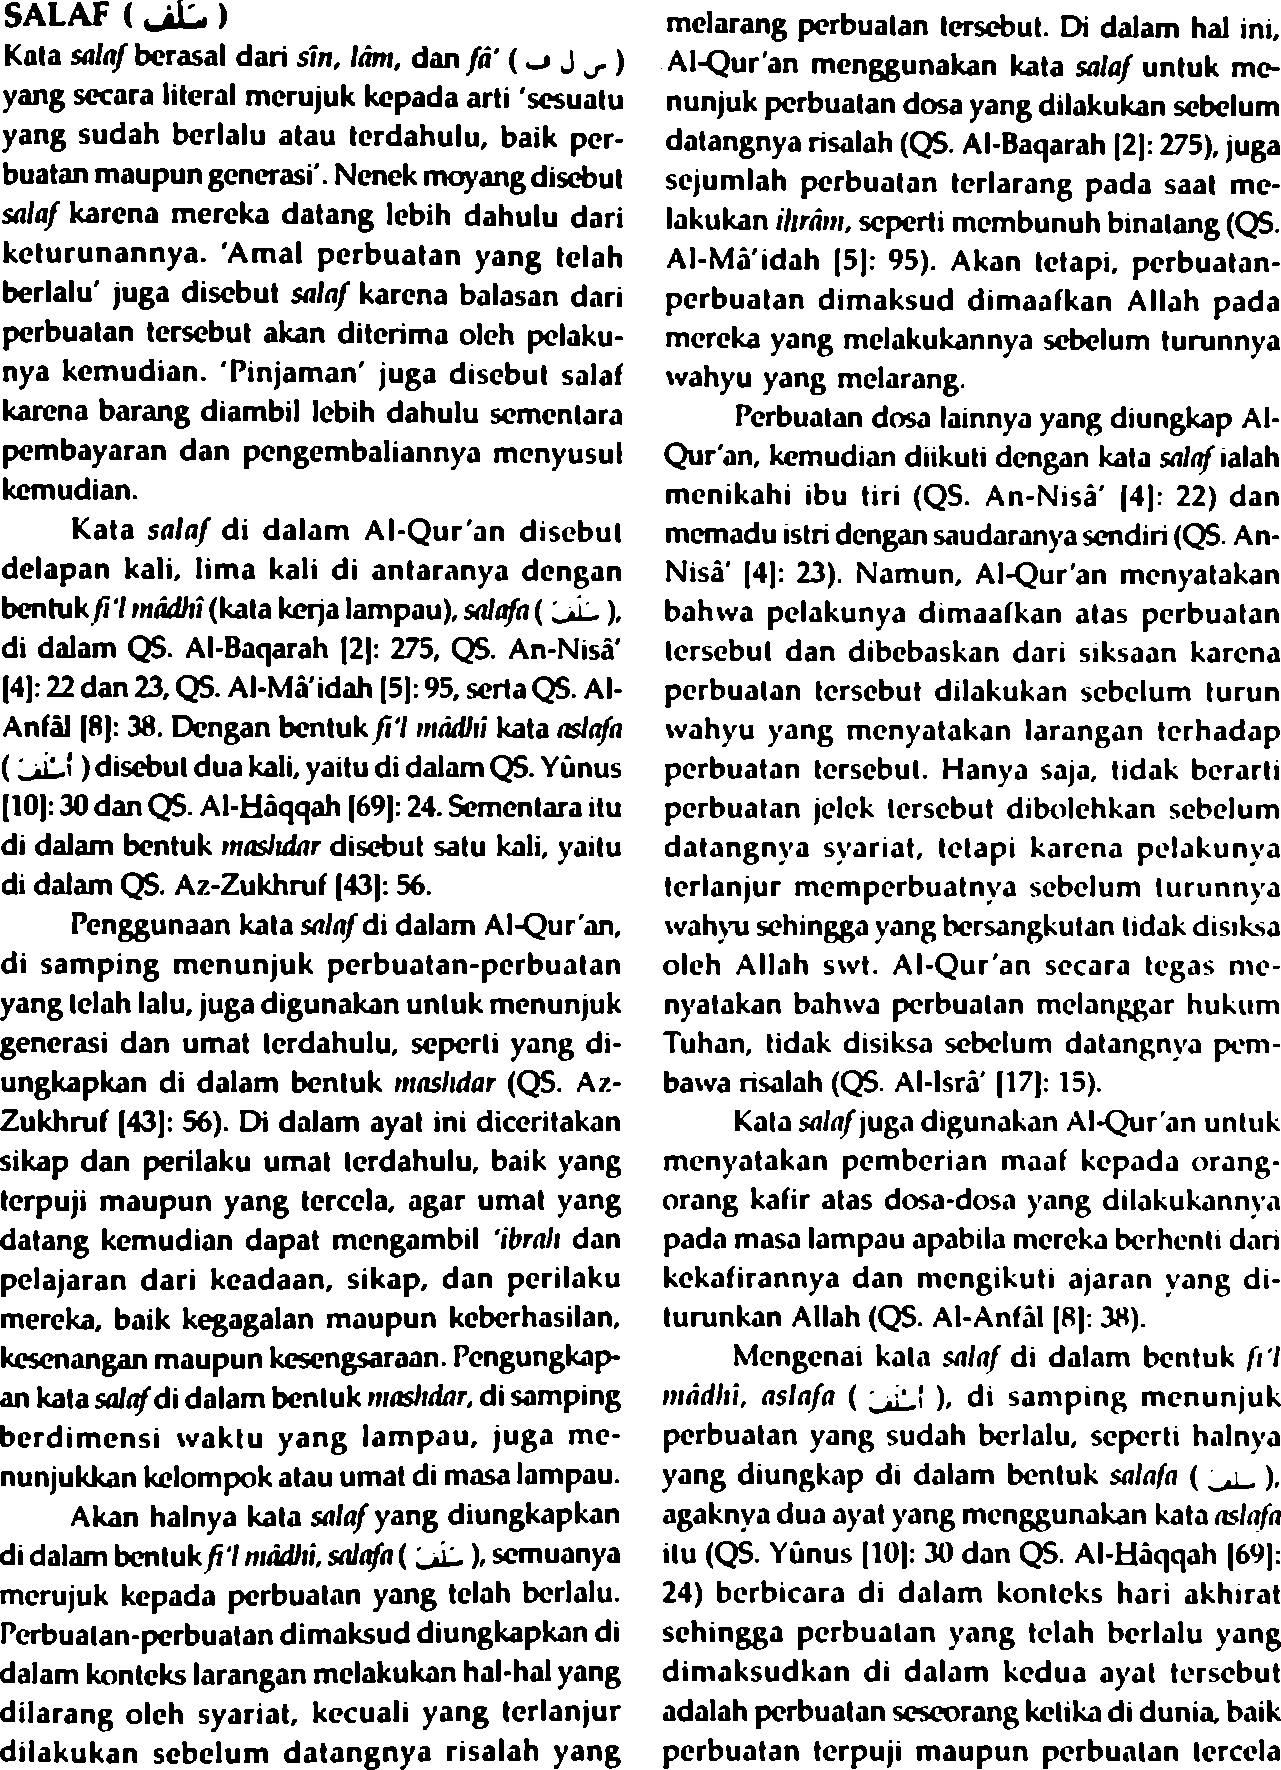 SALAF ( سَلَف )
Kata salaf berasal dari sîn, lâm, dan fâ' ( س ل ف )
yang secara literal merujuk kepada arti 'sesuatu
yang sudah berlalu atau terdahulu, baik per-
buatan maupun generasi'. Nenek moyang disebut
salaf karena mereka datang lebih dahulu dari
keturunannya. 'Amal perbuatan yang telah
berlalu' juga disebut salaf karena balasan dari
perbuatan tersebut akan diterima oleh pelaku-
nya kemudian. 'Pinjaman' juga disebut salaf
karena barang diambil lebih dahulu sementara
pembayaran dan pengembaliannya menyusul
kemudian.
Kata salaf di dalam Al-Qur'an disebut
delapan kali, lima kali di antaranya dengan
bentuk fi'l mâdhî (kata kerja lampau), salafa ( سَلَفَ ),
di dalam QS. Al-Baqarah [2]: 275, QS. An-Nisâ'
[4]: 22 dan 23, QS. Al-Mâ'idah [5]: 95, serta QS. Al-
Anfâl [8]: 38. Dengan bentuk fi'l mâdhî kata aslafa
( أَسْلَفَ ) disebut dua kali, yaitu di dalam QS. Yûnus
[10]: 30 dan QS. Al-Hâqqah [69]: 24. Sementara itu
di dalam bentuk mashdar disebut satu kali, yaitu
di dalam QS. Az-Zukhruf [43]: 56.
Penggunaan kata salaf di dalam Al-Qur'an,
di samping menunjuk perbuatan-perbuatan
yang telah lalu, juga digunakan untuk menunjuk
generasi dan umat terdahulu, seperti yang di-
ungkapkan di dalam bentuk mashdar (QS. Az-
Zukhruf [43]: 56). Di dalam ayat ini diceritakan
sikap dan perilaku umat terdahulu, baik yang
terpuji maupun yang tercela, agar umat yang
datang kemudian dapat mengambil 'ibrah dan
pelajaran dari keadaan, sikap, dan perilaku
mereka, baik kegagalan maupun keberhasilan,
kesenangan maupun kesengsaraan. Pengungkap-
an kata salaf di dalam bentuk mashdar, di samping
berdimensi waktu yang lampau, juga me-
nunjukkan kelompok atau umat di masa lampau.
Akan halnya kata salaf yang diungkapkan
di dalam bentuk fi'l mâdhî, salafa ( سَلَفَ ), semuanya
merujuk kepada perbuatan yang telah berlalu.
Perbuatan-perbuatan dimaksud diungkapkan di
dalam konteks larangan melakukan hal-hal yang
dilarang oleh syariat, kecuali yang terlanjur
dilakukan sebelum datangnya risalah yang
melarang perbuatan tersebut. Di dalam hal ini,
Al-Qur'an menggunakan kata salaf untuk me-
nunjuk perbuatan dosa yang dilakukan sebelum
datangnya risalah (QS. Al-Baqarah [2]: 275), juga
sejumlah perbuatan terlarang pada saat me-
lakukan ihrâm, seperti membunuh binatang (QS.
Al-Mâ'idah [5]: 95). Akan tetapi, perbuatan-
perbuatan dimaksud dimaafkan Allah pada
mereka yang melakukannya sebelum turunnya
wahyu yang melarang.
Perbuatan dosa lainnya yang diungkap Al-
Qur'an, kemudian diikuti dengan kata salaf ialah
menikahi ibu tiri (QS. An-Nisâ' [4]: 22) dan
memadu istri dengan saudaranya sendiri (QS. An-
Nisâ' [4]: 23). Namun, Al-Qur'an menyatakan
bahwa pelakunya dimaafkan atas perbuatan
tersebut dan dibebaskan dari siksaan karena
perbuatan tersebut dilakukan sebelum turun
wahyu yang menyatakan larangan terhadap
perbuatan tersebut. Hanya saja, tidak berarti
perbuatan jelek tersebut dibolehkan sebelum
datangnya syariat, tetapi karena pelakunya
terlanjur memperbuatnya sebelum turunnya
wahyu sehingga yang bersangkutan tidak disiksa
oleh Allah swt. Al-Qur'an secara tegas me-
nyatakan bahwa perbuatan melanggar hukum
Tuhan, tidak disiksa sebelum datangnya pem-
bawa risalah (QS. Al-Isrâ' [17]: 15).
Kata salaf juga digunakan Al-Qur'an untuk
menyatakan pemberian maaf kepada orang-
orang kafir atas dosa-dosa yang dilakukannya
pada masa lampau apabila mereka berhenti dari
kekafirannya dan mengikuti ajaran yang di-
turunkan Allah (QS. Al-Anfâl [8]: 38).
Mengenai kata salaf di dalam bentuk fi'l
mâdhî, aslafa ( أَسْلَفَ ), di samping menunjuk
perbuatan yang sudah berlalu, seperti halnya
yang diungkap di dalam bentuk salafa ( سَلَفَ ),
agaknya dua ayat yang menggunakan kata aslafa
itu (QS. Yûnus [10]: 30 dan QS. Al-Hâqqah [69]:
24) berbicara di dalam konteks hari akhirat
sehingga perbuatan yang telah berlalu yang
dimaksudkan di dalam kedua ayat tersebut
adalah perbuatan seseorang ketika di dunia, baik
perbuatan terpuji maupun perbuatan tercela